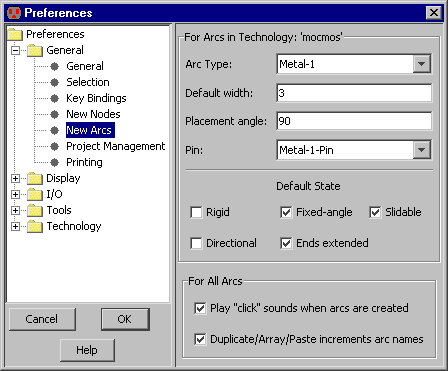 Preferences
Preferences
General
General
Selection
Key Bindings
New Nodes
New Arcs
Project Management
Printing
Display
I/O
Tools
Technology
Cancel
OK
Help
For Arcs in Technology: 'mocmos'
Arc Type: Metal-1
Default width: 3
Placement angle: 90
Pin: Metal-1-Pin
Default State
Rigid Fixed-angle Slidable
Directional Ends extended
For All Arcs
Play "click" sounds when arcs are created
Duplicate/Array/Paste increments arc names